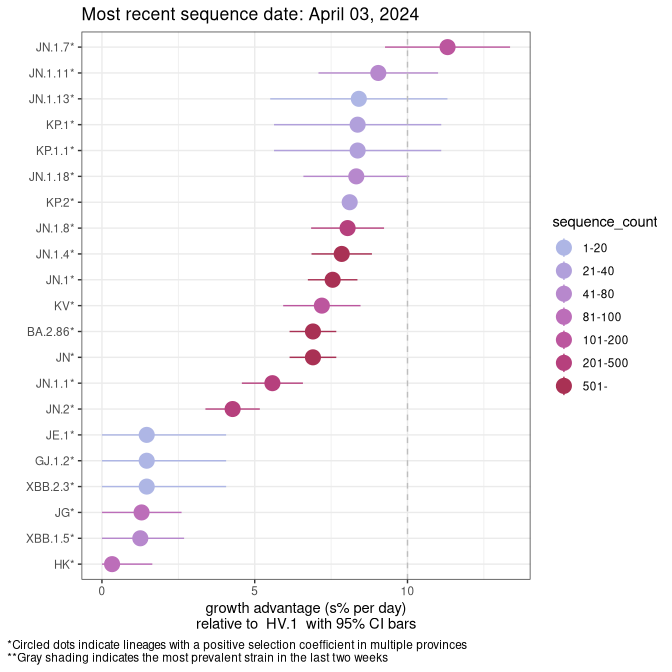 Most recent sequence date: April 03, 2024
JN.1.7*
JN.1.11*
JN.1.13*
KP.1*
KP.1.1*
JN.1.18*
KP.2*
JN.1.8*
JN.1.4*
JN.1*
KV*
BA.2.86*
JN*
JN.1.1*
JN.2*
JE.1*
GJ.1.2*
XBB.2.3*
JG*
XBB.1.5*
HK*
0 5 10
growth advantage (s% per day)
relative to HV.1 with 95% CI bars
sequence_count
1-20
21-40
41-80
81-100
101-200
201-500
501-
*Circled dots indicate lineages with a positive selection coefficient in multiple provinces
**Gray shading indicates the most prevalent strain in the last two weeks